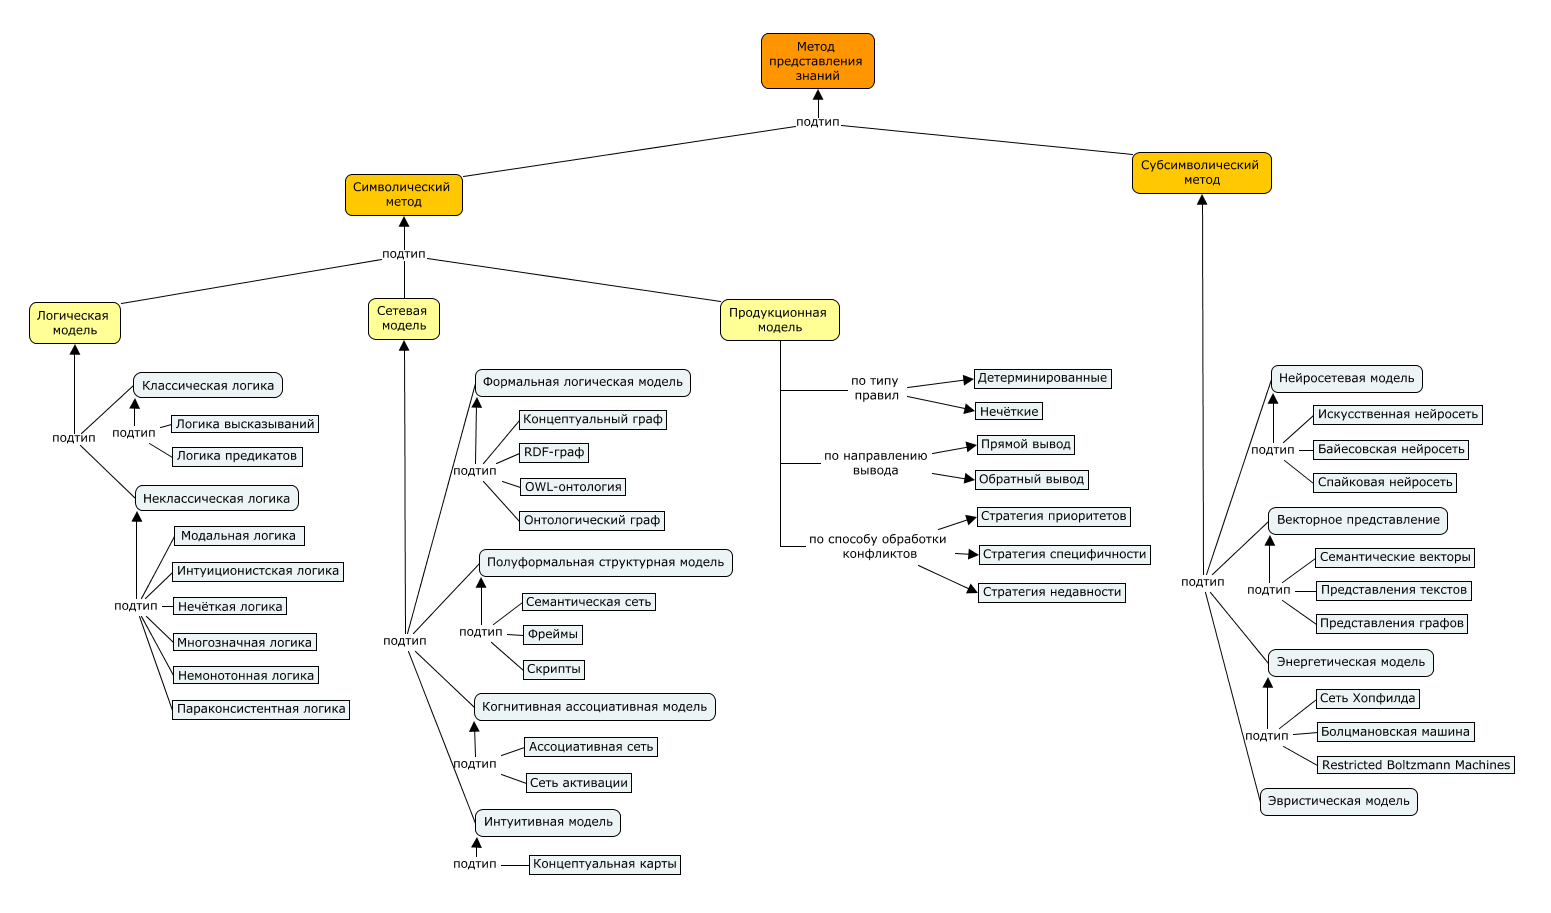 Метод
представления
знаний
подтип
Символический
метод
Субсимволический
метод
подтип
Логическая
модель
Сетевая
модель
Продукционная
модель
подтип
Классическая логика
подтип
Логика высказываний
Логика предикатов
Неклассическая логика
подтип
Модальная логика
Интуиционистская логика
Нечёткая логика
Многозначная логика
Немонотонная логика
Параконсистентная логика
подтип
Формальная логическая модель
подтип
Концептуальный граф
RDF-граф
OWL-онтология
Онтологический граф
Полуформальная структурная модель
подтип
Семантическая сеть
Фреймы
Скрипты
Когнитивная ассоциативная модель
подтип
Ассоциативная сеть
Сеть активации
Интуитивная модель
подтип
Концептуальная карты
по типу
правил
Детерминированные
Нечёткие
по направлению
вывода
Прямой вывод
Обратный вывод
по способу обработки
конфликтов
Стратегия приоритетов
Стратегия специфичности
Стратегия недавности
подтип
Нейросетевая модель
подтип
Искусственная нейросеть
Байесовская нейросеть
Спайковая нейросеть
Векторное представление
подтип
Семантические векторы
Представления текстов
Представления графов
Энергетическая модель
подтип
Сеть Хопфилда
Болцмановская машина
Restricted Boltzmann Machines
Эвристическая модель